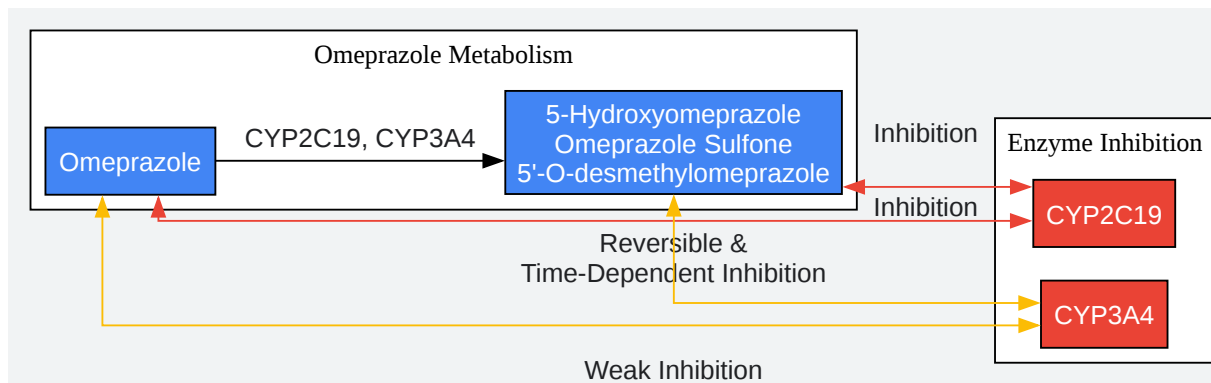 Omeprazole Metabolism
5-Hydroxyomeprazole
Omeprazole Sulfone
5'-O-desmethylomeprazole
CYP2C19, CYP3A4
Omeprazole
Inhibition
Enzyme Inhibition
Inhibition
CYP2C19
Reversible &
Time-Dependent Inhibition
CYP3A4
Weak Inhibition